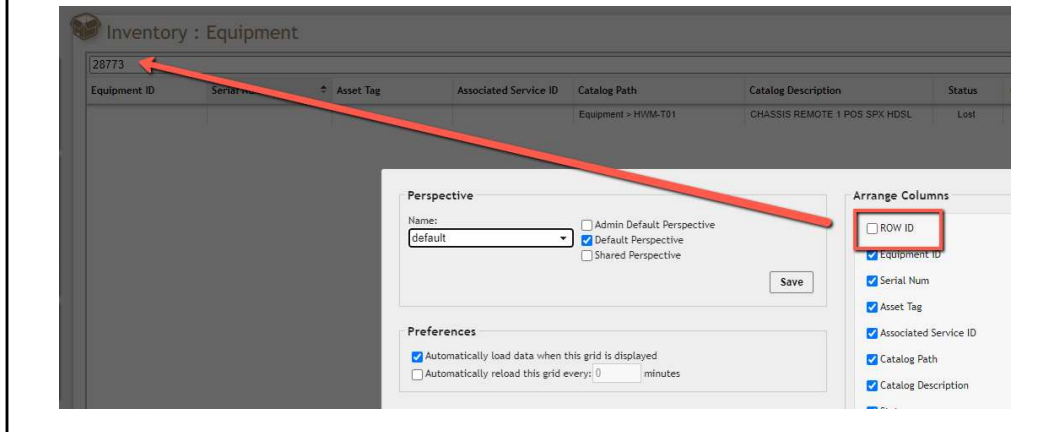 Inventory : Equipment
28773
Equipment ID Serial Asset Tag Associated Service ID Catalog Path Catalog Description Status
Equipment > HWM-T01 CHASSIS REMOTE 1 POS SPX HDSL Lost
Perspective
Name:
default
Admin Default Perspective
Default Perspective
Shared Perspective
Save
Preferences
Automatically load data when this grid is displayed
Automatically reload this grid every: 0 minutes
Arrange Columns
ROW ID
Equipment ID
Serial Num
Asset Tag
Associated Service ID
Catalog Path
Catalog Description